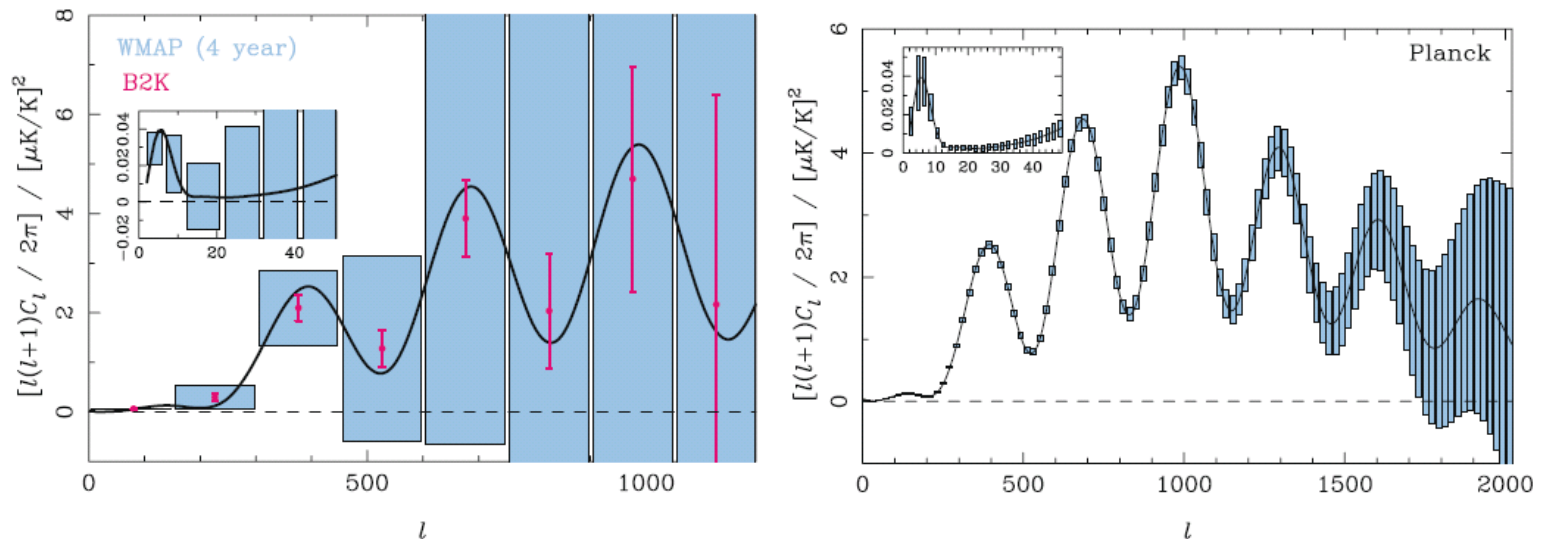 WMAP (4 year)
B2K
[l(l+1)C_l / 2π] / [μK/K]^2
8
6
4
2
0
0.04
0.02
0
−0.02
0 20 40
0 500 1000
l
Planck
[l(l+1)C_l / 2π] / [μK/K]^2
6
4
2
0
0.04
0.02
0
0 10 20 30 40
0 500 1000 1500 2000
l